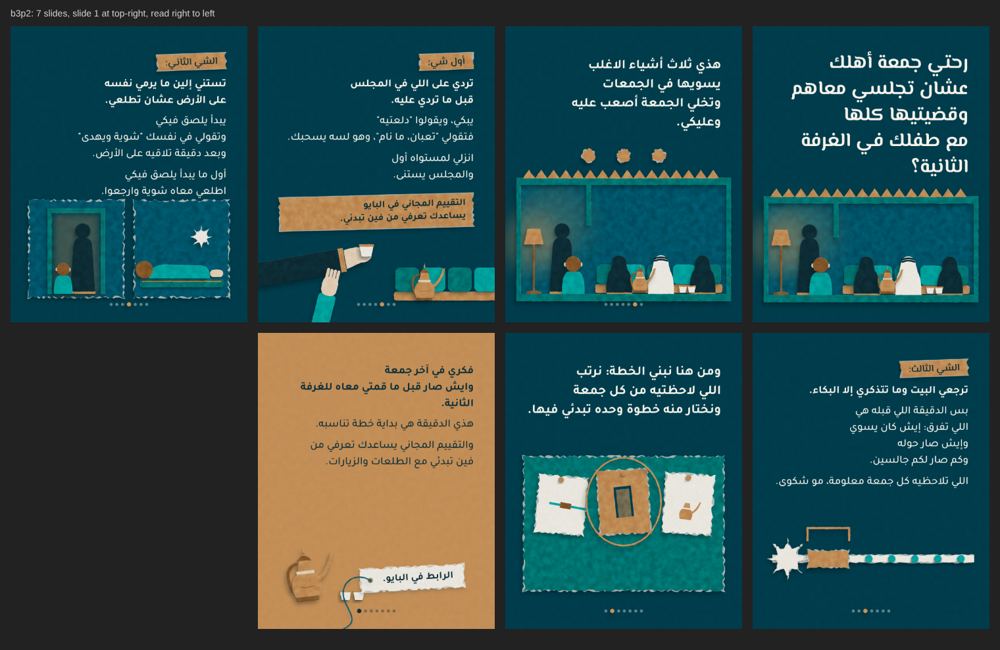 b3p2: 7 slides, slide 1 at top-right, read right to left
رحتي جمعة أهلك
عشان تجلسي معاهم
وقضيتيها كلها
مع طفلك في الغرفة
الثانية؟
هذي ثلاث أشياء الاغلب
يسويها في الجمعات
وتخلي الجمعة أصعب عليه
وعليكي.
أول شي:
تردي على اللي في المجلس
قبل ما تردي عليه.
يبكي، ويقولوا "دلعتيه"
فتقولي "تعبان، ما نام"، وهو لسه يسحبك.
انزلي لمستواه أول
والمجلس يستنى.
التقييم المجاني في البايو
يساعدك تعرفي من فين تبدئي.
الشي الثاني:
تستني إلين ما يرمي نفسه
على الأرض عشان تطلعي.
يبدأ يلصق فيكي
وتقولي في نفسك "شوية ويهدى"
وبعد دقيقة تلاقيه على الأرض.
أول ما يبدأ يلصق فيكي
اطلعي معاه شوية وارجعوا.
الشي الثالث:
ترجعي البيت وما تتذكري إلا البكاء.
بس الدقيقة اللي قبله هي
اللي تفرق: إيش كان يسوي
وإيش صار حوله
وكم صار لكم جالسين.
اللي تلاحظيه كل جمعة معلومة، مو شكوى.
ومن هنا نبني الخطة: نرتب
اللي لاحظتيه من كل جمعة
ونختار منه خطوة وحده تبدئي فيها.
فكري في آخر جمعة
وايش صار قبل ما قمتي معاه للغرفة
الثانية.
هذي الدقيقة هي بداية خطة تناسبه.
والتقييم المجاني يساعدك تعرفي من
فين تبدئي مع الطلعات والزيارات.
الرابط في البايو.